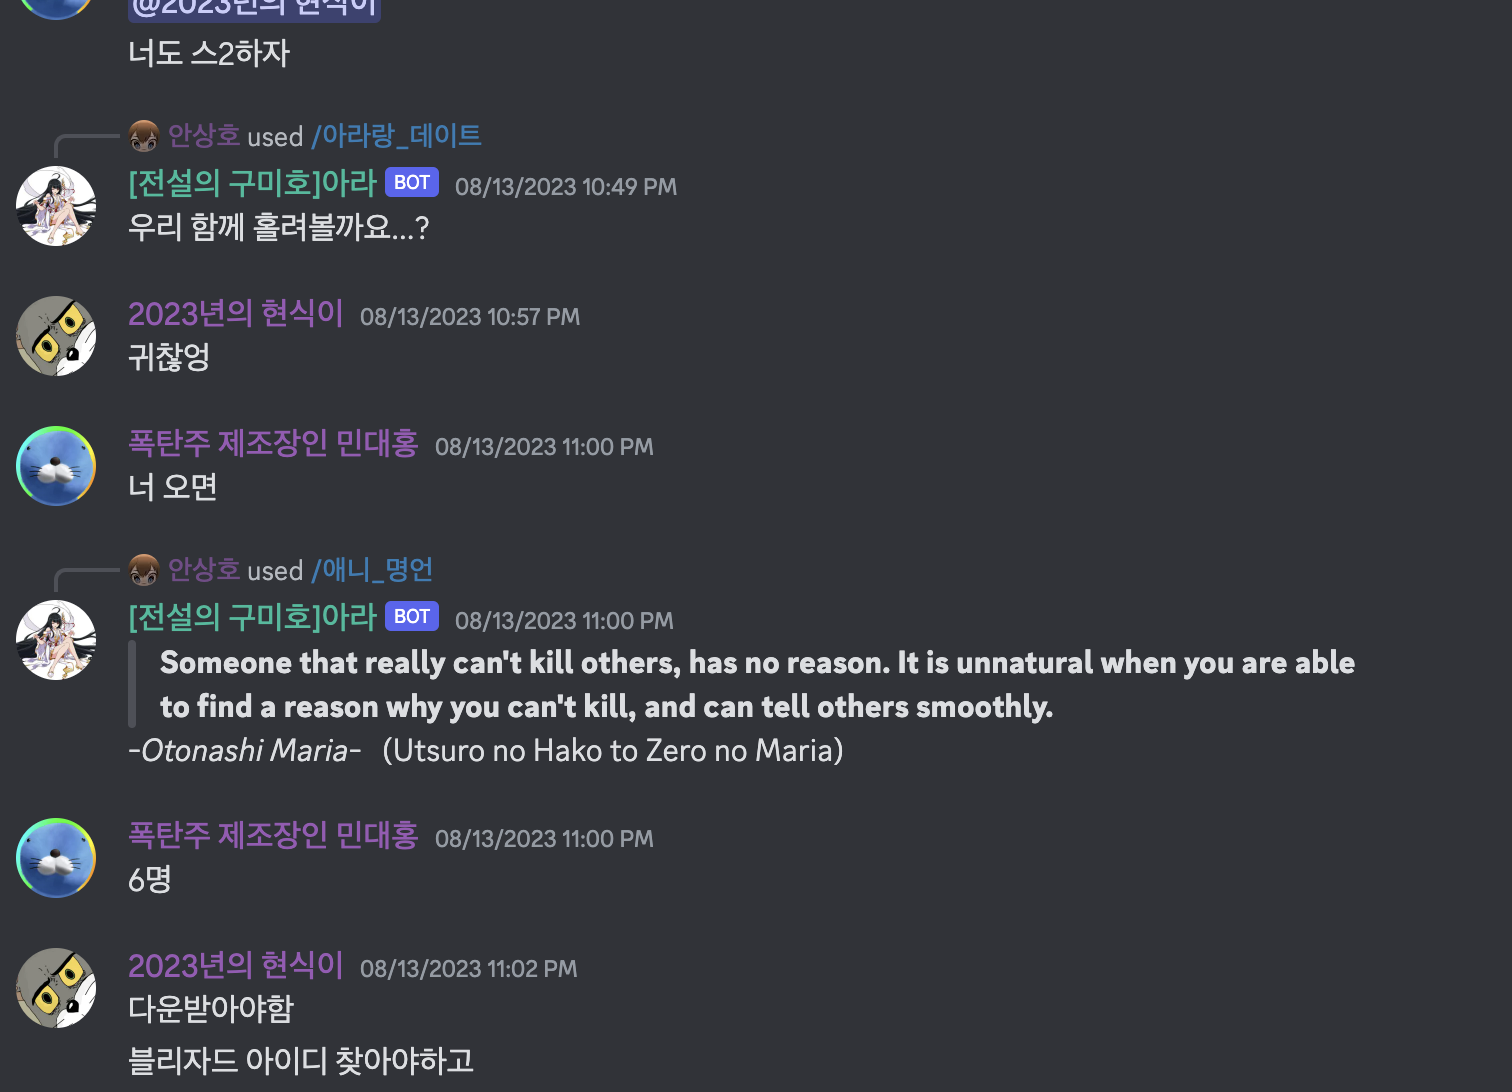 @2023년의 현식이
너도 스2하자
안상호 used /아라랑_데이트
[전설의 구미호]아라 BOT 08/13/2023 10:49 PM
우리 함께 홀려볼까요...?
2023년의 현식이 08/13/2023 10:57 PM
귀찮엉
폭탄주 제조장인 민대홍 08/13/2023 11:00 PM
너 오면
안상호 used /애니_명언
[전설의 구미호]아라 BOT 08/13/2023 11:00 PM
Someone that really can't kill others, has no reason. It is unnatural when you are able
to find a reason why you can't kill, and can tell others smoothly.
-Otonashi Maria- (Utsuro no Hako to Zero no Maria)
폭탄주 제조장인 민대홍 08/13/2023 11:00 PM
6명
2023년의 현식이 08/13/2023 11:02 PM
다운받아야함
블리자드 아이디 찾아야하고